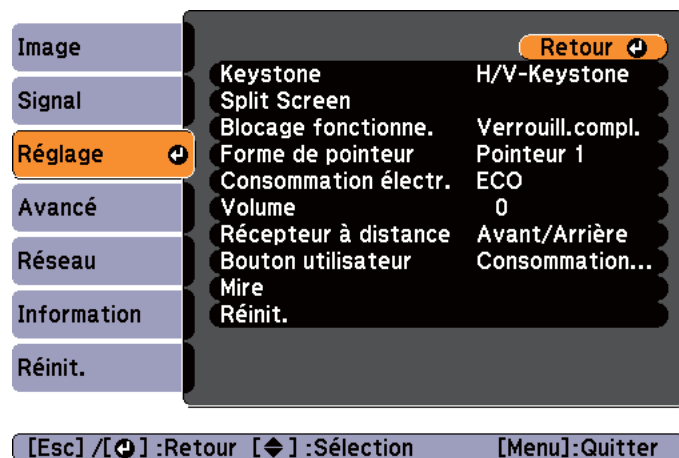 Image
Signal
Réglage
Avancé
Réseau
Information
Réinit.
Retour
Keystone H/V-Keystone
Split Screen
Blocage fonctionne. Verrouill.compl.
Forme de pointeur Pointeur 1
Consommation électr. ECO
Volume 0
Récepteur à distance Avant/Arrière
Bouton utilisateur Consommation...
Mire
Réinit.
[Esc] /[⏎] :Retour [◆] :Sélection [Menu]:Quitter